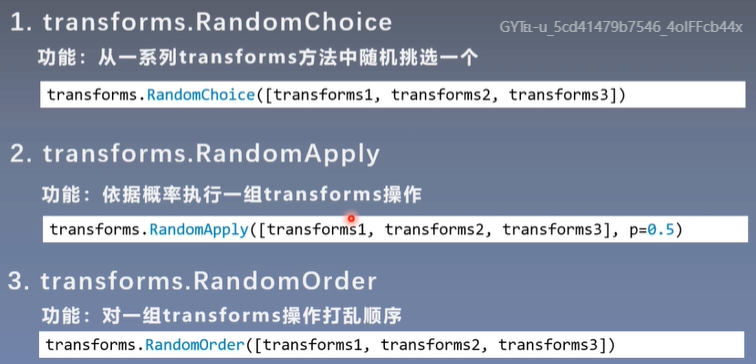 1. transforms.RandomChoice
GYTEL-u_5cd41479b7546_4olFFcb44x
功能：从一系列transforms方法中随机挑选一个
transforms.RandomChoice([transforms1, transforms2, transforms3])
2. transforms.RandomApply
功能：依据概率执行一组transforms操作
transforms.RandomApply([transforms1, transforms2, transforms3], p=0.5)
3. transforms.RandomOrder
功能：对一组transforms操作打乱顺序
transforms.RandomOrder([transforms1, transforms2, transforms3])